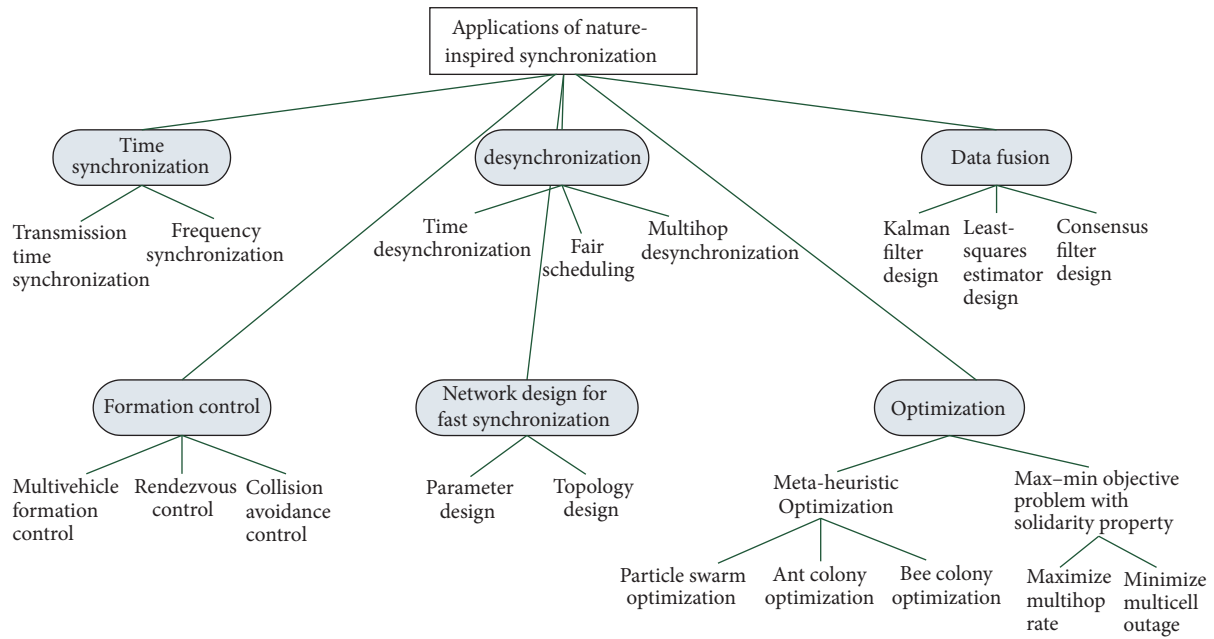 Applications of nature-
inspired synchronization
Time
synchronization
desynchronization
Data fusion
Transmission
time
synchronization
Frequency
synchronization
Time
desynchronization
Fair
scheduling
Multihop
desynchronization
Kalman
filter
design
Least-
squares
estimator
design
Consensus
filter
design
Formation control
Network design for
fast synchronization
Optimization
Multivehicle
formation
control
Rendezvous
control
Collision
avoidance
control
Parameter
design
Topology
design
Meta-heuristic
Optimization
Max–min objective
problem with
solidarity property
Particle swarm
optimization
Ant colony
optimization
Bee colony
optimization
Maximize
multihop
rate
Minimize
multicell
outage